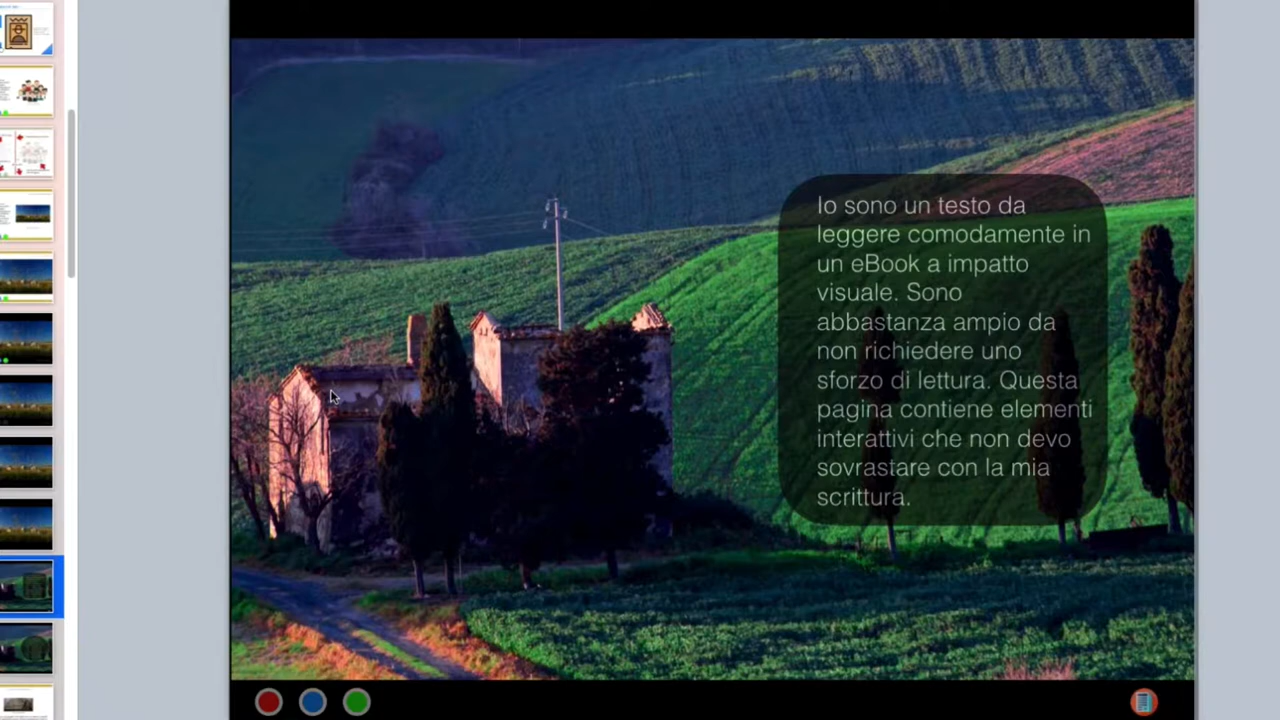 Io sono un testo da
leggere comodamente in
un eBook a impatto
visuale. Sono
abbastanza ampio da
non richiedere uno
sforzo di lettura. Questa
pagina contiene elementi
interattivi che non devo
sovrastare con la mia
scrittura.